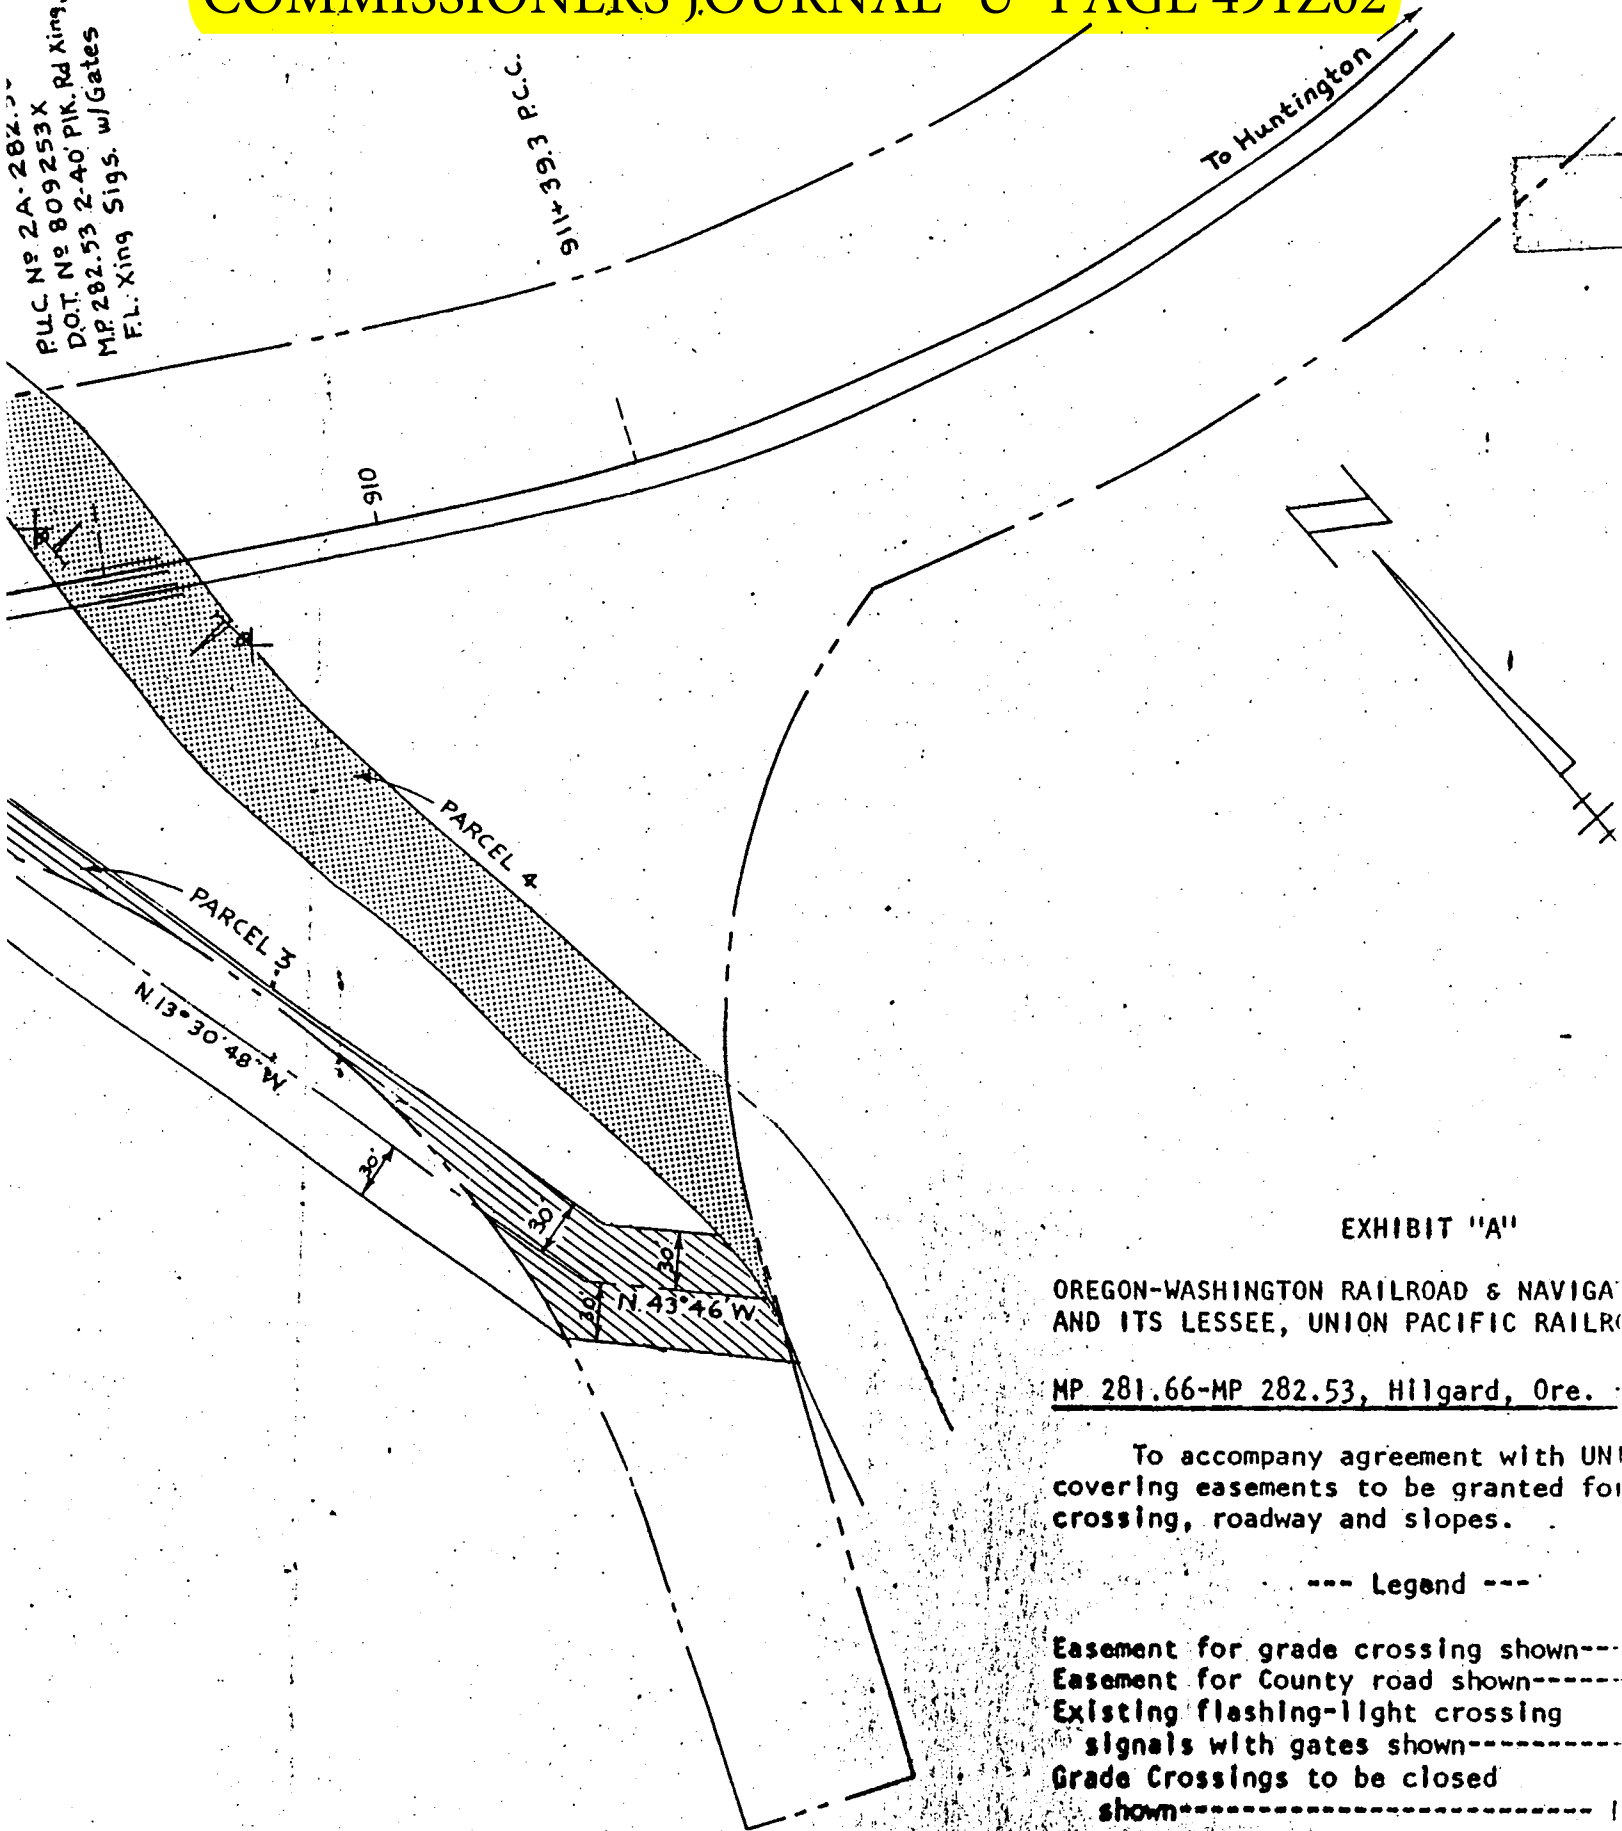 COMMISSIONERS JOURNAL "U" PAGE 491Z02
P.U.C. Nº 2A-282.5
D.O.T. Nº 809253X
M.P. 282.53 2-40' Plk. Rd Xing,
F.L. Xing Sigs. w/Gates
911+39.3 P.C.C.
To Huntington
910
PARCEL 4
PARCEL 3
N.13°30'48"W.
30'
30'
30'
30'
N.43°46'W.
EXHIBIT "A"
OREGON-WASHINGTON RAILROAD & NAVIGA
AND ITS LESSEE, UNION PACIFIC RAILR
MP 281.66-MP 282.53, Hilgard, Ore.
To accompany agreement with UN
covering easements to be granted for
crossing, roadway and slopes.
--- Legend ---
Easement for grade crossing shown---
Easement for County road shown------
Existing flashing-light crossing
signals with gates shown----------
Grade Crossings to be closed
shown--------------------------